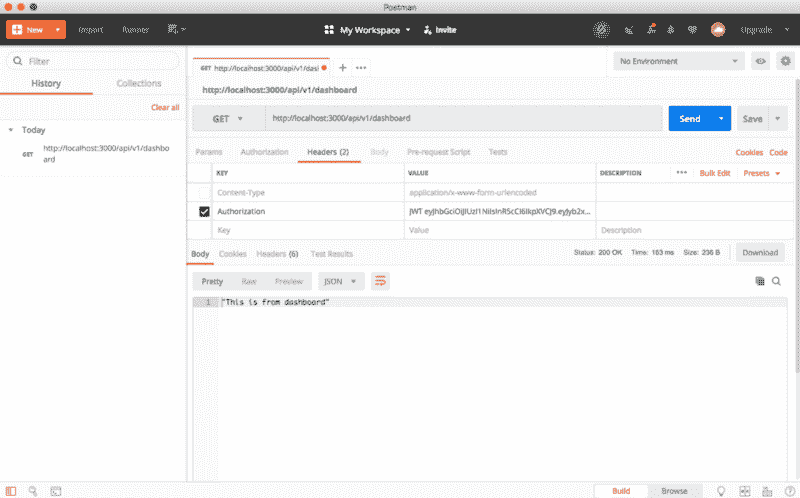 Postman
New
Import
Runner
My Workspace
Invite
Upgrade
Filter
History
Collections
Clear all
Today
GET
http://localhost:3000/api/v1/dashbo
ard
GET http://localhost:3000/api/v1/dasl
No Environment
http://localhost:3000/api/v1/dashboard
GET
http://localhost:3000/api/v1/dashboard
Send
Save
Params
Authorization
Headers (2)
Body
Pre-request Script
Tests
Cookies
Code
KEY
VALUE
DESCRIPTION
Bulk Edit
Presets
Content-Type
application/x-www-form-urlencoded
Authorization
Key
Value
Description
Body
Cookies
Headers (6)
Test Results
Status: 200 OK
Time: 163 ms
Size: 236 B
Download
Pretty
Raw
Preview
JSON
1
"This is from dashboard"
Build
Browse